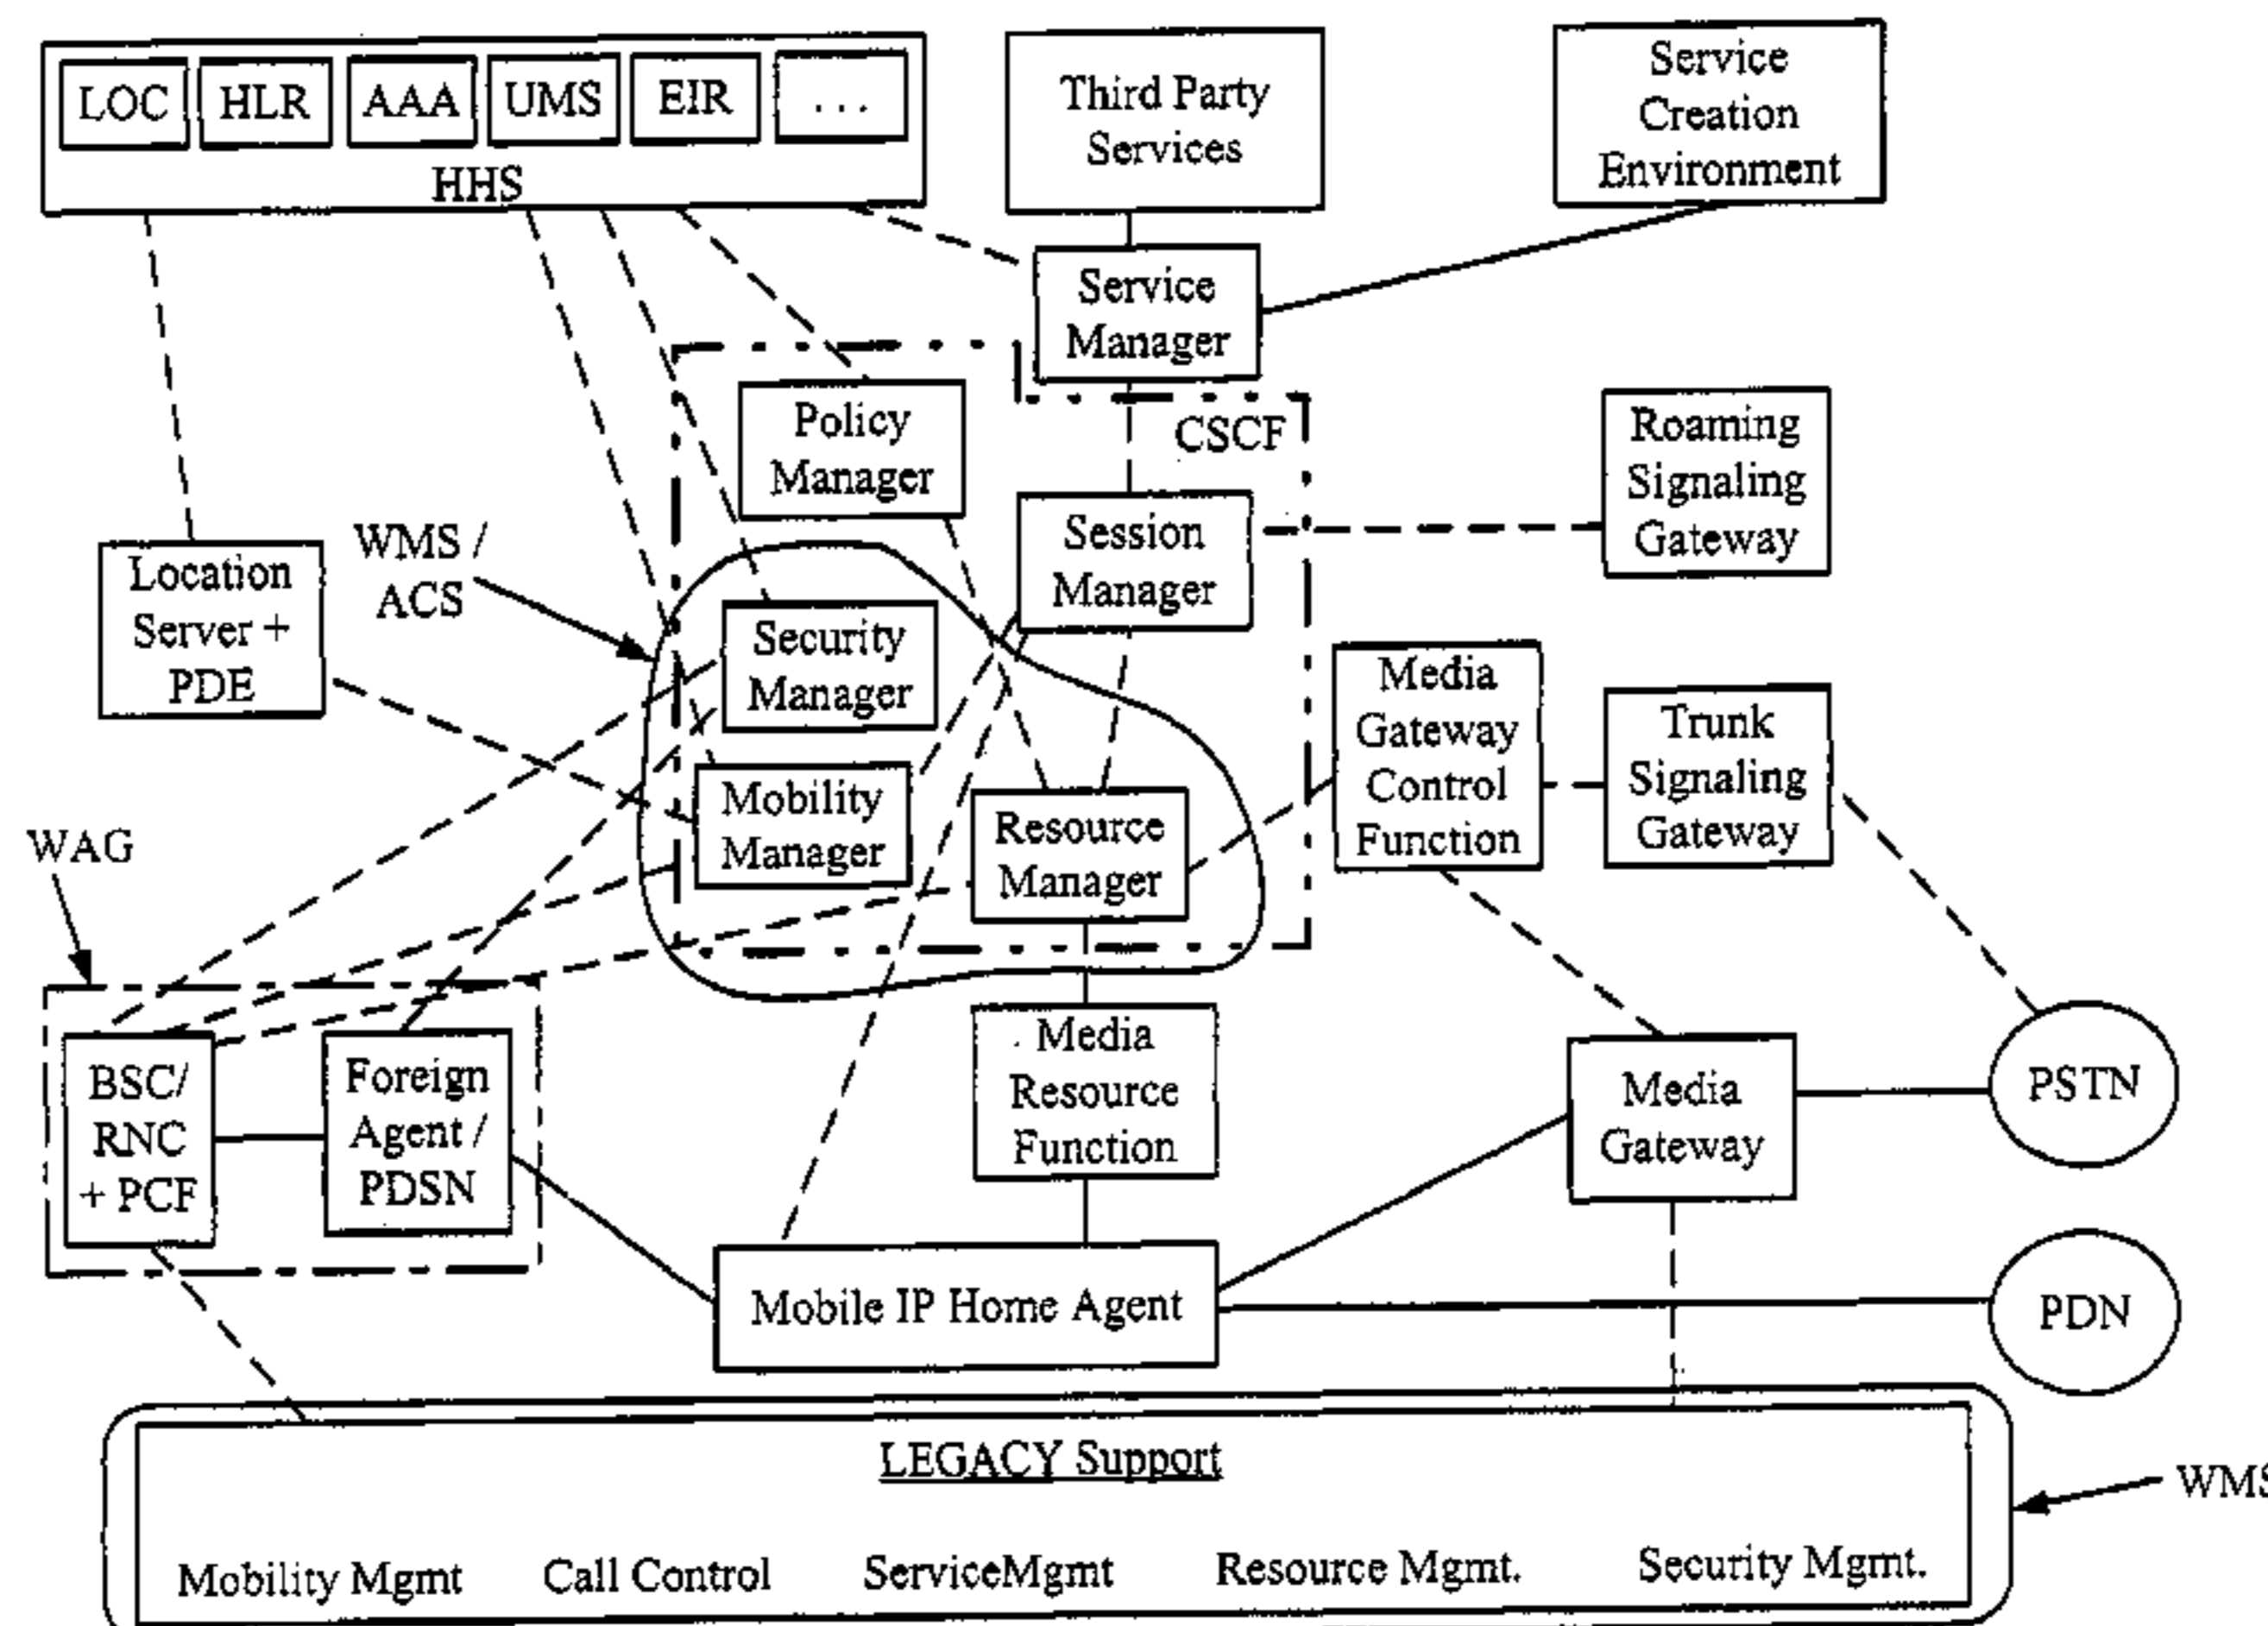 LOC HLR AAA UMS EIR ...
HHS
Third Party
Services
Service
Creation
Environment
Service
Manager
Policy
Manager
CSCF
Roaming
Signaling
Gateway
Session
Manager
WMS /
ACS
Location
Server +
PDE
Security
Manager
Media
Gateway
Control
Function
Trunk
Signaling
Gateway
Mobility
Manager
Resource
Manager
WAG
BSC/
RNC
+ PCF
Foreign
Agent /
PDSN
Media
Resource
Function
Media
Gateway
PSTN
Mobile IP Home Agent
PDN
LEGACY Support
WMS
Mobility Mgmt Call Control ServiceMgmt Resource Mgmt. Security Mgmt.